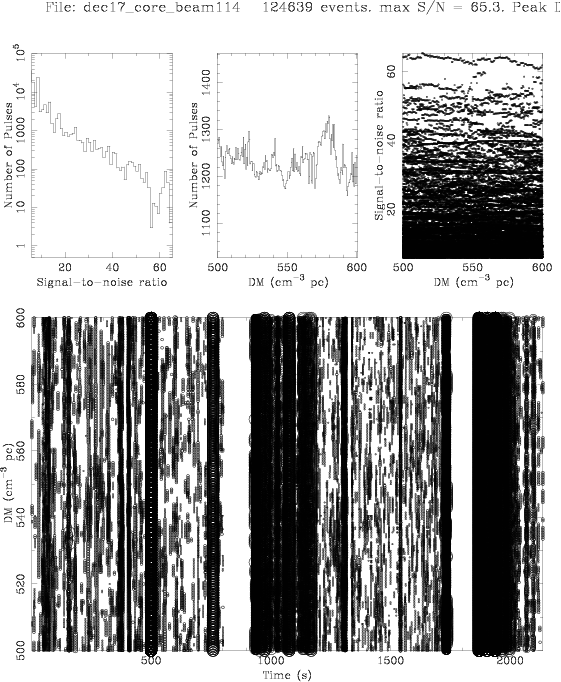 File: dec17_core_beam114 124639 events. max S/N = 65.3. Peak D
Number of Pulses
10^5
10^4
1000
100
10
1
20 40 60
Signal-to-noise ratio
Number of Pulses
1400
1300
1200
1100
500 550 600
DM (cm^-3 pc)
Signal-to-noise ratio
60
40
20
500 550 600
DM (cm^-3 pc)
DM (cm^-3 pc)
600
580
560
540
520
500
500 1000 1500 2000
Time (s)